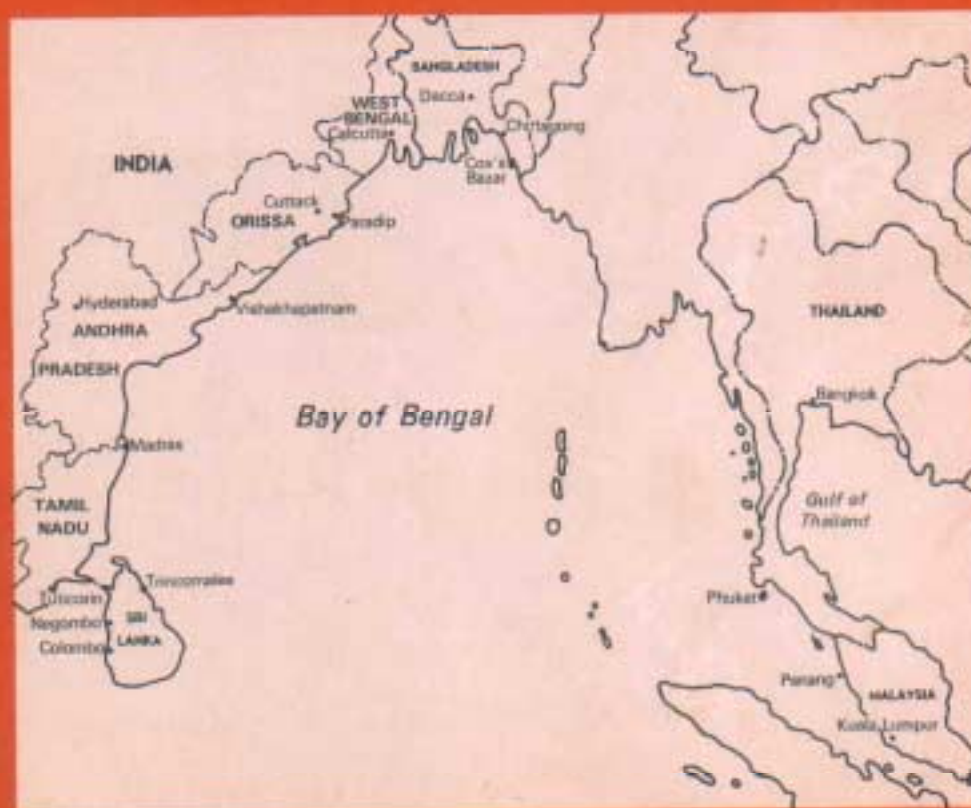 BANGLADESH
Dacca
WEST
BENGAL
Calcutta
Chittagong
Cox's
Bazar
INDIA
Cuttack
ORISSA
Paradip
Hyderabad
Vishakhapatnam
ANDHRA
PRADESH
THAILAND
Bangkok
Bay of Bengal
Madras
TAMIL
NADU
Gulf of
Thailand
Tuticorin
Trincomalee
Phuket
Negombo
SRI
LANKA
Colombo
Penang
MALAYSIA
Kuala Lumpur